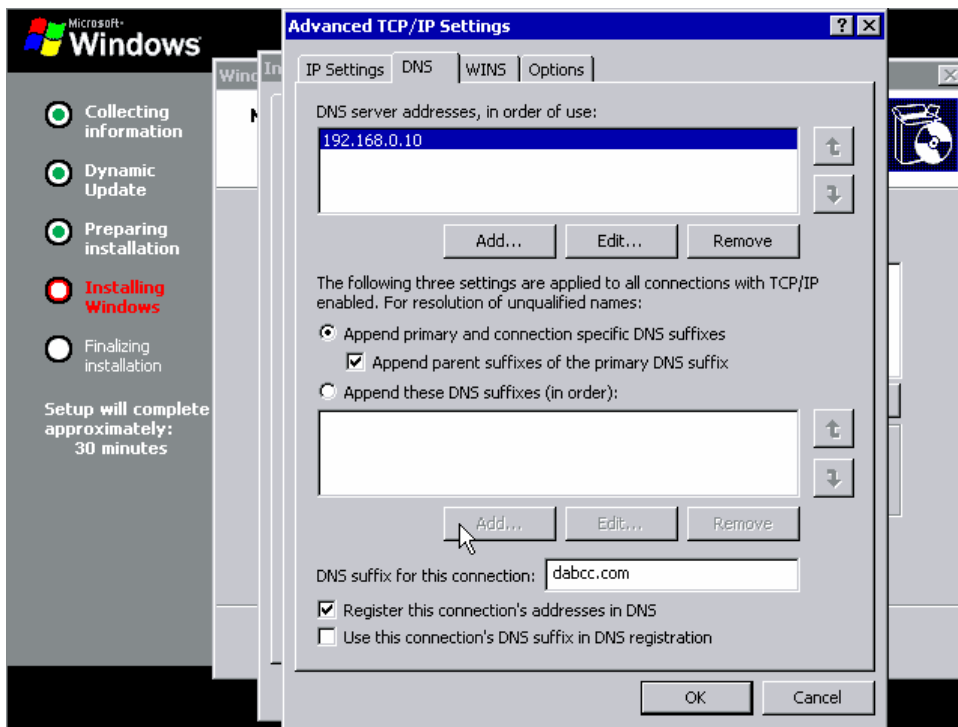 Microsoft
Windows
Collecting
information
Dynamic
Update
Preparing
installation
Installing
Windows
Finalizing
installation
Setup will complete
approximately:
30 minutes
Wind
In
Advanced TCP/IP Settings
IP Settings
DNS
WINS
Options
DNS server addresses, in order of use:
192.168.0.10
Add...
Edit...
Remove
The following three settings are applied to all connections with TCP/IP
enabled. For resolution of unqualified names:
Append primary and connection specific DNS suffixes
Append parent suffixes of the primary DNS suffix
Append these DNS suffixes (in order):
Add...
Edit...
Remove
DNS suffix for this connection:
dabcc.com
Register this connection's addresses in DNS
Use this connection's DNS suffix in DNS registration
OK
Cancel